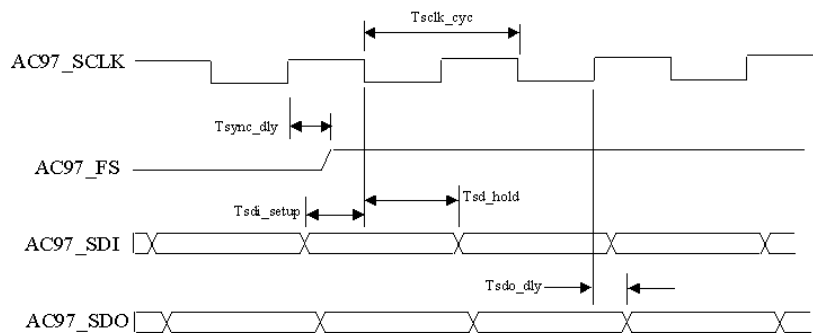 Tsclk_cyc
AC97_SCLK
Tsync_dly
AC97_FS
Tsd_hold
Tsdi_setup
AC97_SDI
Tsdo_dly
AC97_SDO